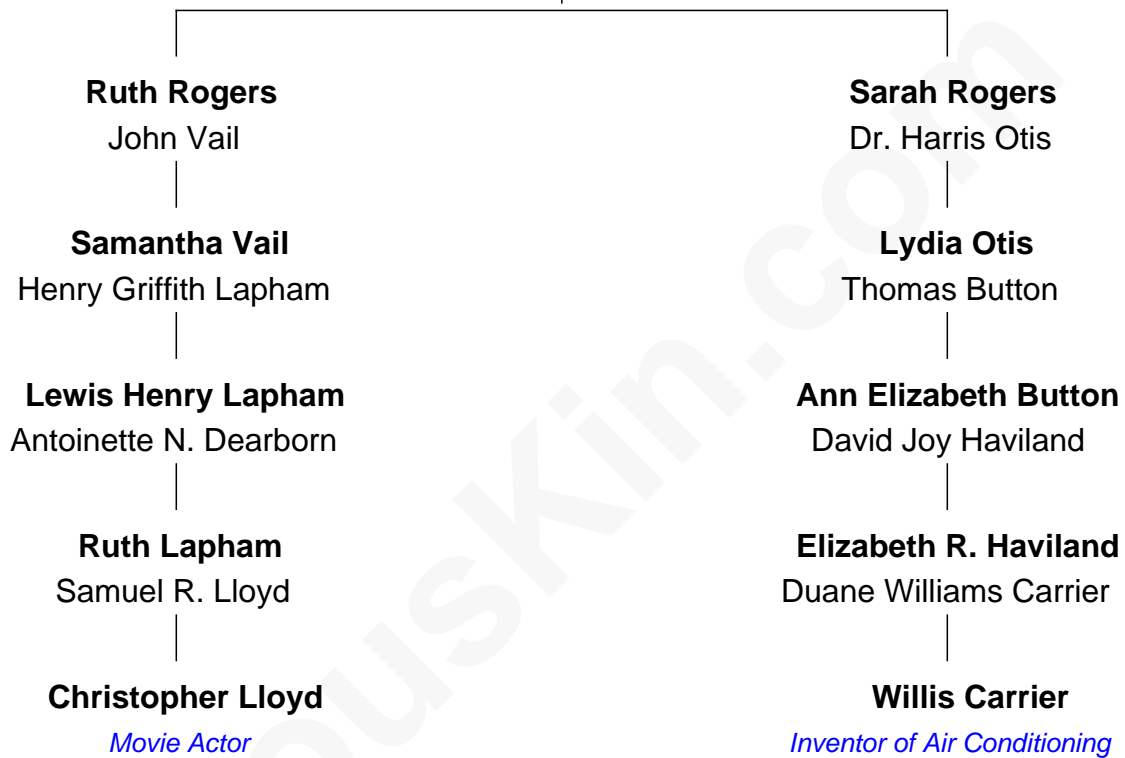 Ruth Rogers
John Vail
Sarah Rogers
Dr. Harris Otis
Samantha Vail
Henry Griffith Lapham
Lydia Otis
Thomas Button
Lewis Henry Lapham
Antoinette N. Dearborn
Ann Elizabeth Button
David Joy Haviland
Ruth Lapham
Samuel R. Lloyd
Elizabeth R. Haviland
Duane Williams Carrier
Christopher Lloyd
Movie Actor
Willis Carrier
Inventor of Air Conditioning
ousKin.com